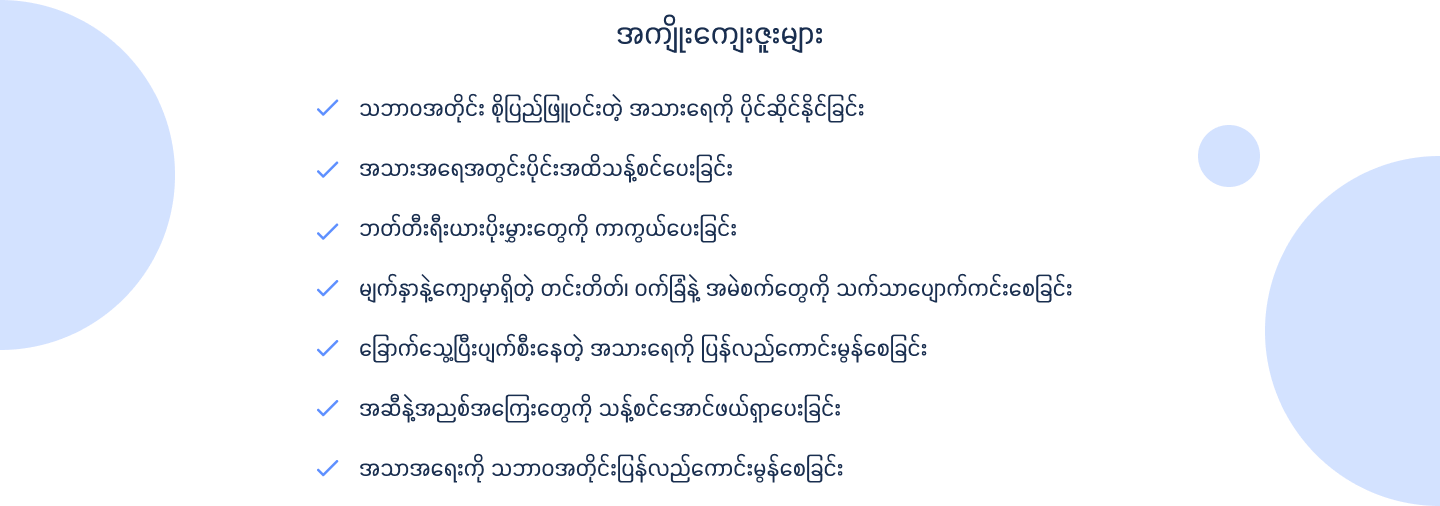 အကျိုးကျေးဇူးများ
သဘာဝအတိုင်း စိုပြည်ဖြူဝင်းတဲ့ အသားရေကို ပိုင်ဆိုင်နိုင်ခြင်း
အသားအရေအတွင်းပိုင်းအထိသန့်စင်ပေးခြင်း
ဘတ်တီးရီးယားပိုးမွှားတွေကို ကာကွယ်ပေးခြင်း
မျက်နှာနဲ့ကျောမှာရှိတဲ့ တင်းတိတ်၊ ဝက်ခြံနဲ့ အမဲစက်တွေကို သက်သာပျောက်ကင်းစေခြင်း
ခြောက်သွေ့ပြီးပျက်စီးနေတဲ့ အသားရေကို ပြန်လည်ကောင်းမွန်စေခြင်း
အဆီနဲ့အညစ်အကြေးတွေကို သန့်စင်အောင်ဖယ်ရှာပေးခြင်း
အသာအရေးကို သဘာဝအတိုင်းပြန်လည်ကောင်းမွန်စေခြင်း